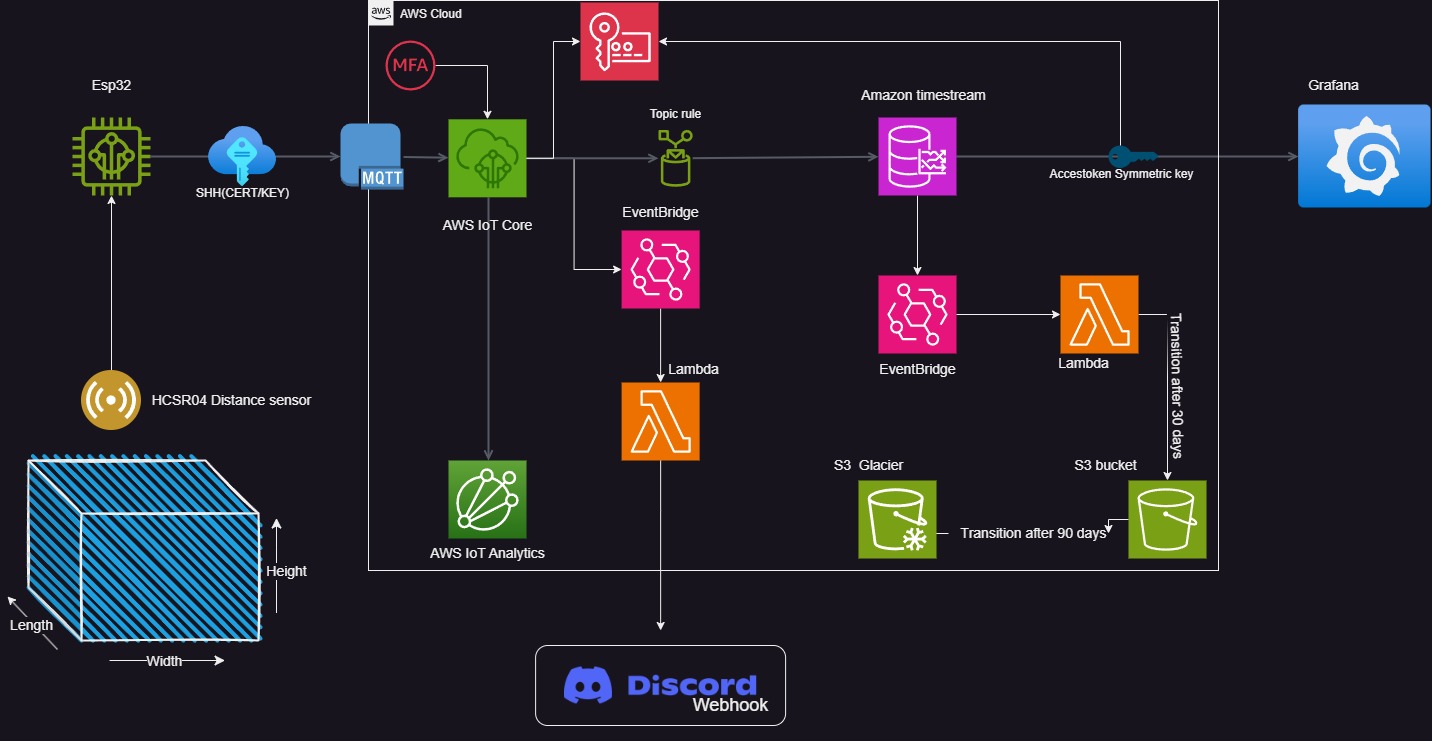 aws
AWS Cloud
MFA
Esp32
Amazon timestream
Grafana
Topic rule
MQTT
SHH(CERT/KEY)
Accestoken Symmetric key
EventBridge
AWS IoT Core
Transition after 30 days
Lambda
EventBridge
Lambda
HCSR04 Distance sensor
S3 Glacier
S3 bucket
Transition after 90 days
AWS IoT Analytics
Height
Length
Width
Discord
Webhook